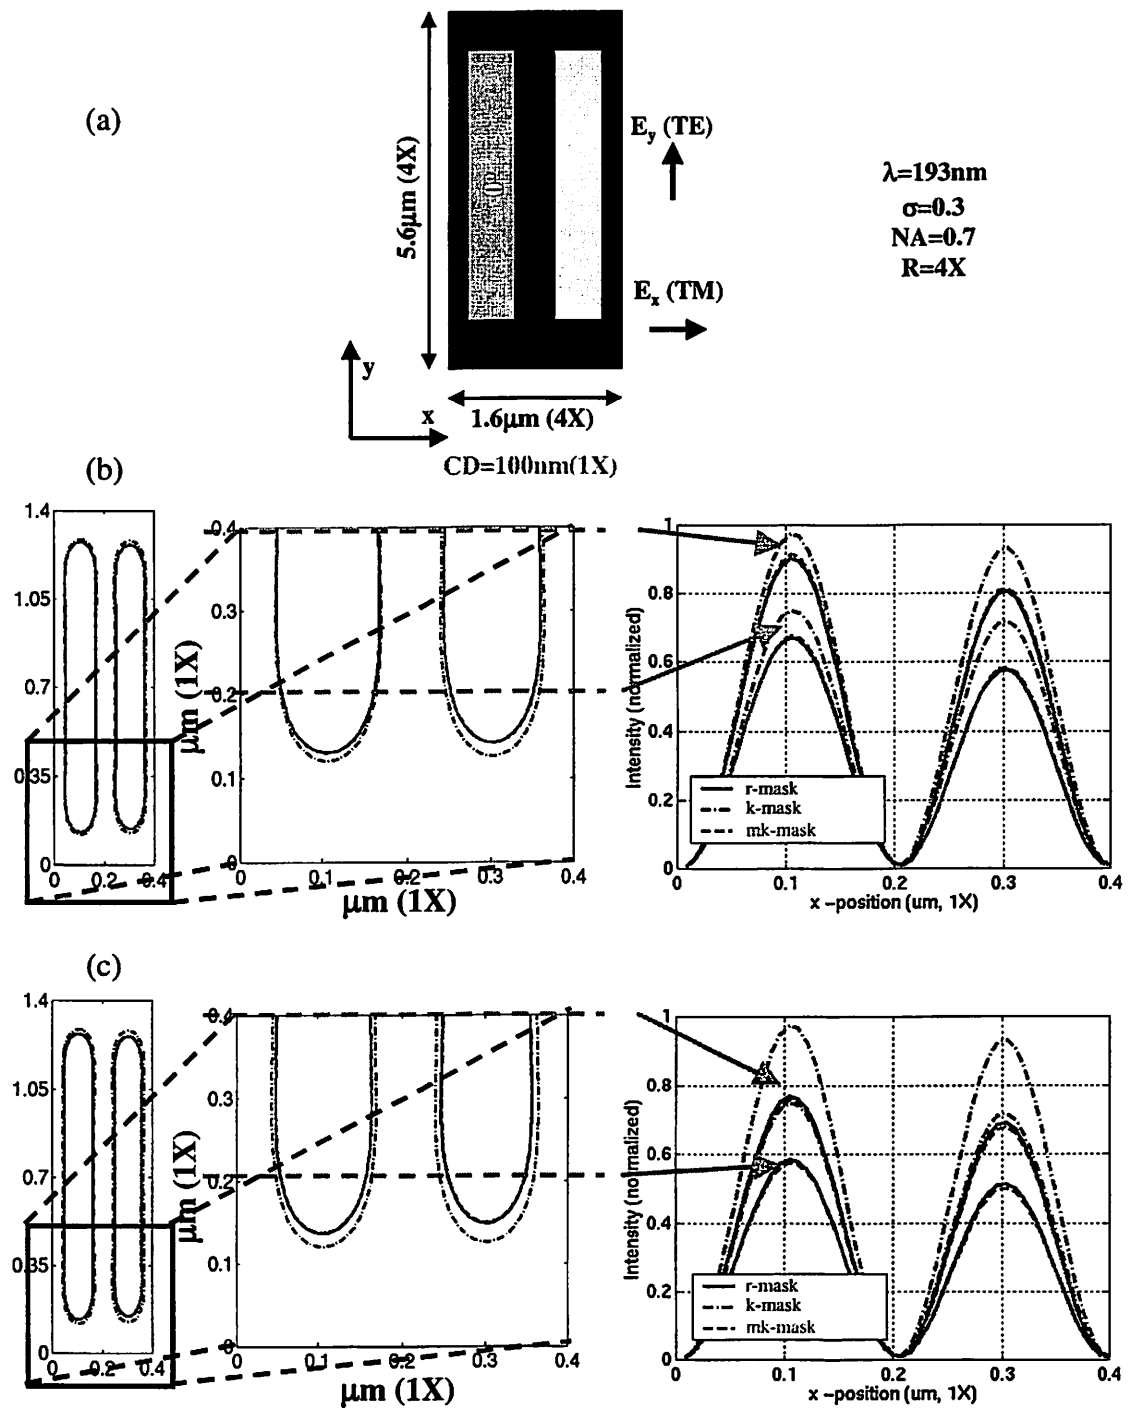 (a)
5.6μm (4X)
0°
E_y (TE)
E_x (TM)
λ=193nm
σ=0.3
NA=0.7
R=4X
y
x
1.6μm (4X)
CD=100nm(1X)
(b)
1.4
1.05
0.7
0.35
0
0 0.2 0.4
μm (1X)
0.4
0.3
0.2
0.1
0
0 0.1 0.2 0.3 0.4
μm (1X)
Intensity (normalized)
1
0.8
0.6
0.4
0.2
0
r-mask
k-mask
mk-mask
0 0.1 0.2 0.3 0.4
x -position (um, 1X)
(c)
1.4
1.05
0.7
0.35
0
0 0.2 0.4
μm (1X)
0.4
0.3
0.2
0.1
0
0 0.1 0.2 0.3 0.4
μm (1X)
Intensity (normalized)
1
0.8
0.6
0.4
0.2
0
r-mask
k-mask
mk-mask
0 0.1 0.2 0.3 0.4
x -position (um, 1X)